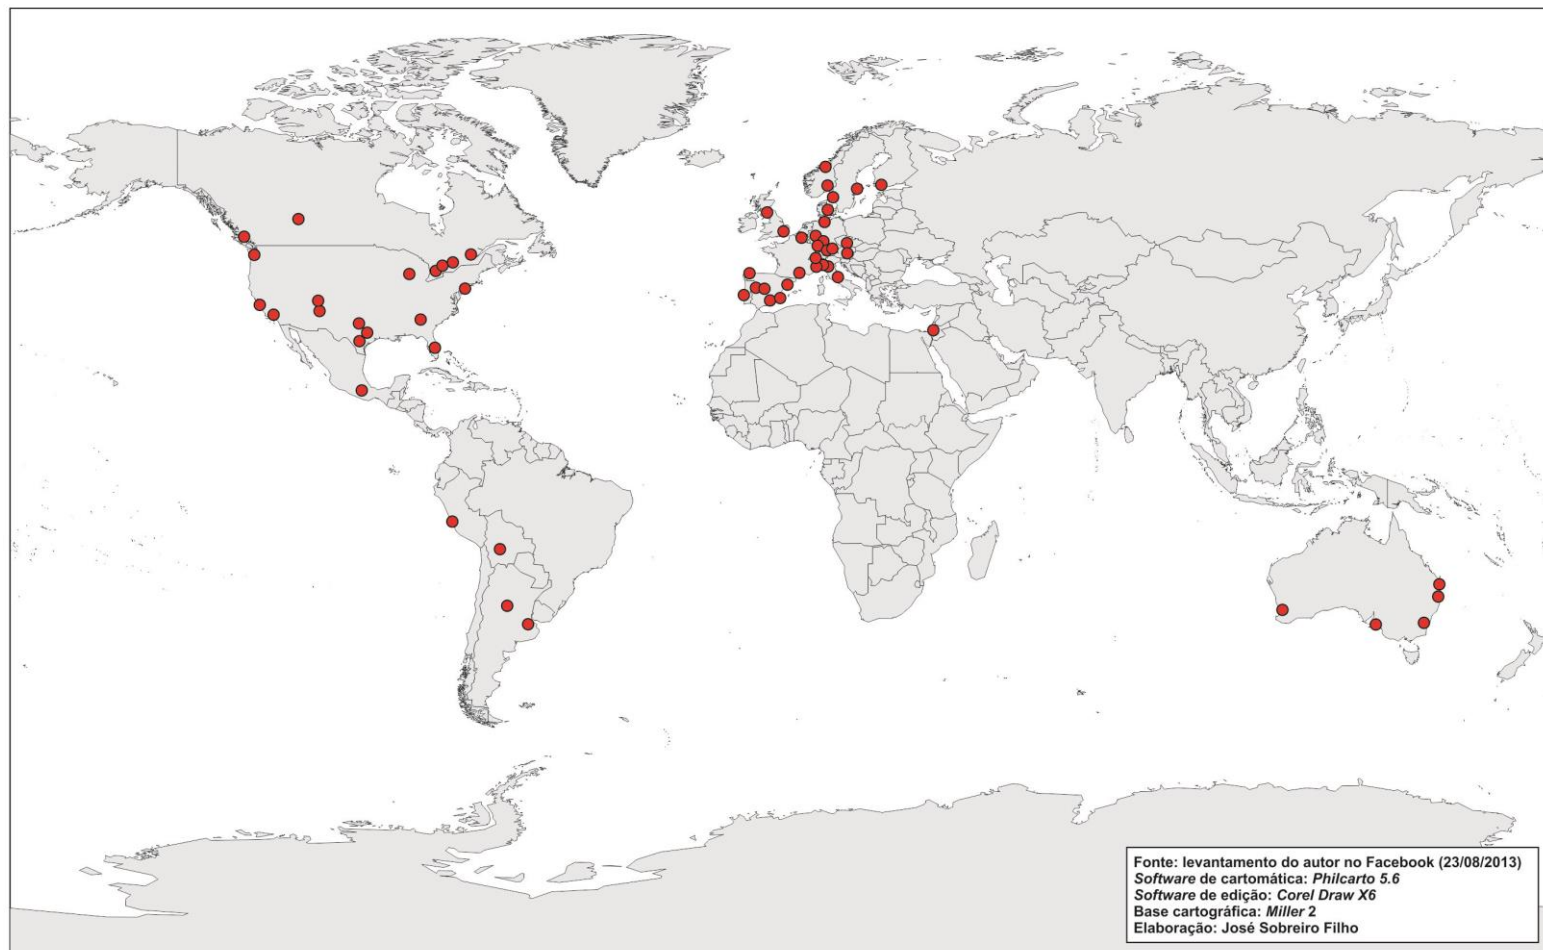 Fonte: levantamento do autor no Facebook (23/08/2013)
Software de cartomática: Philcarto 5.6
Software de edição: Corel Draw X6
Base cartográfica: Miller 2
Elaboração: José Sobreiro Filho